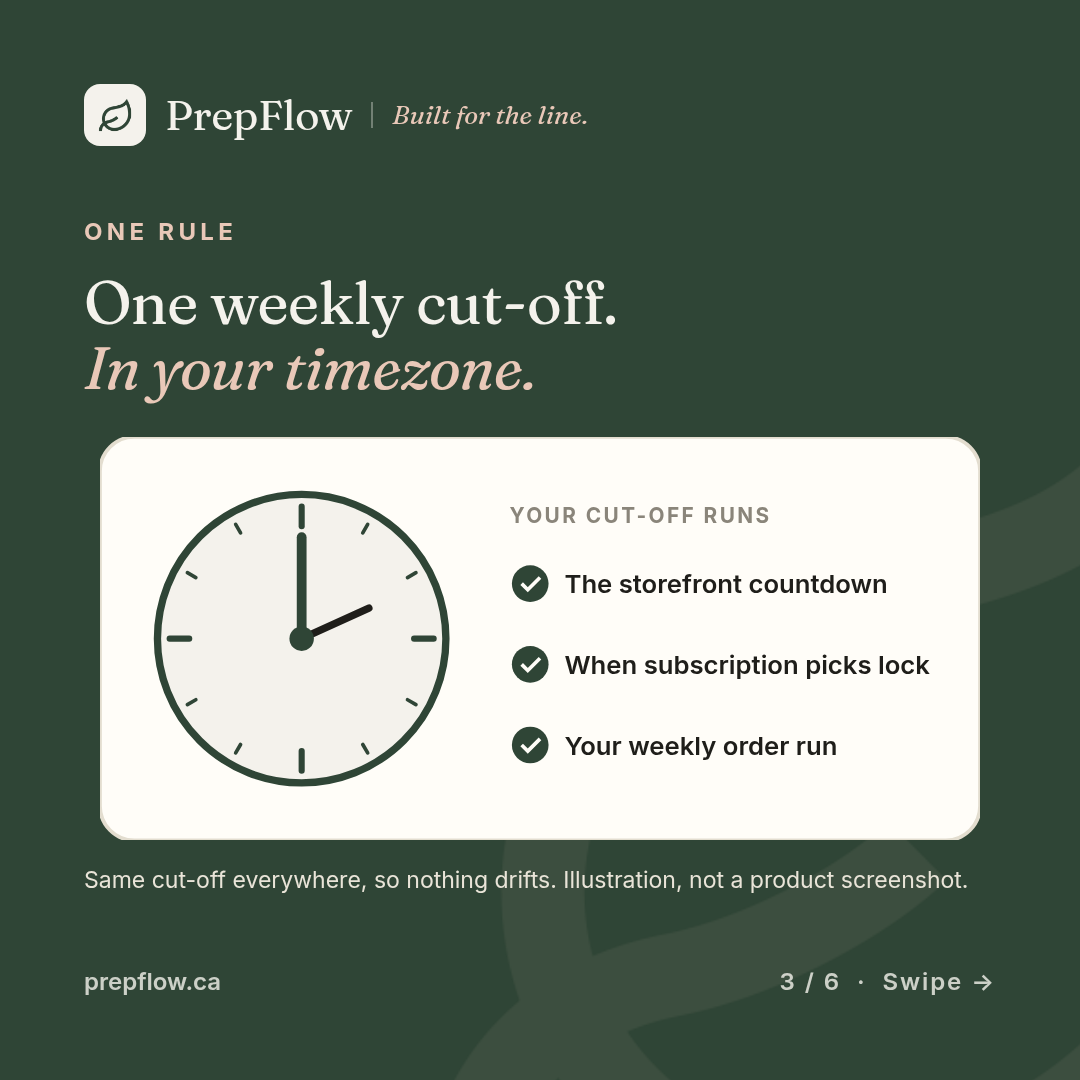 PrepFlow
Built for the line.
ONE RULE
One weekly cut-off.
In your timezone.
YOUR CUT-OFF RUNS
The storefront countdown
When subscription picks lock
Your weekly order run
Same cut-off everywhere, so nothing drifts. Illustration, not a product screenshot.
prepflow.ca
3 / 6 · Swipe →